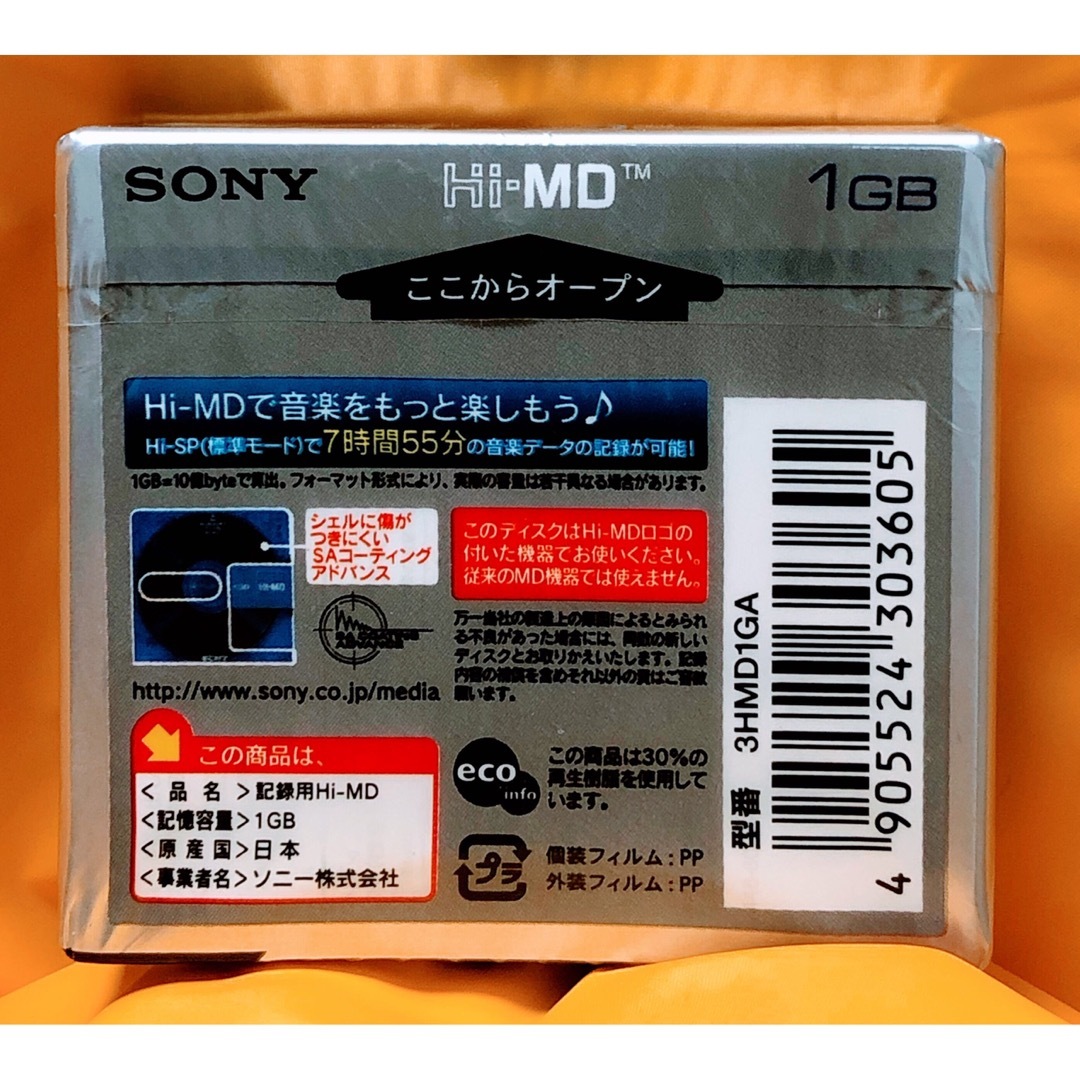 SONY Hi-MD™ 1GB
ここからオープン
Hi-MDで音楽をもっと楽しもう♪
Hi-SP(標準モード)で7時間55分の音楽データの記録が可能!
1GB=10億byteで算出。フォーマット形式により、実際の容量は若干異なる場合があります。
シェルに傷が
つきにくい
SAコーティング
アドバンス
このディスクはHi-MDロゴの
付いた機器でお使いください。
従来のMD機器では使えません。
万一当社の製造上の原因によるとみられ
る不良があった場合には、同数の新しい
ディスクとお取りかえいたします。記録
内容の補償を含めそれ以外の責はご容赦
願います。
SONY
http://www.sony.co.jp/media
この商品は、
<品 名>記録用Hi-MD
<記憶容量>1GB
<原 産 国>日本
<事業者名>ソニー株式会社
eco
info
この商品は30%の
再生樹脂を使用して
います。
プラ
個装フィルム:PP
外装フィルム:PP
型番 3HMD1GA
4 905524 303605